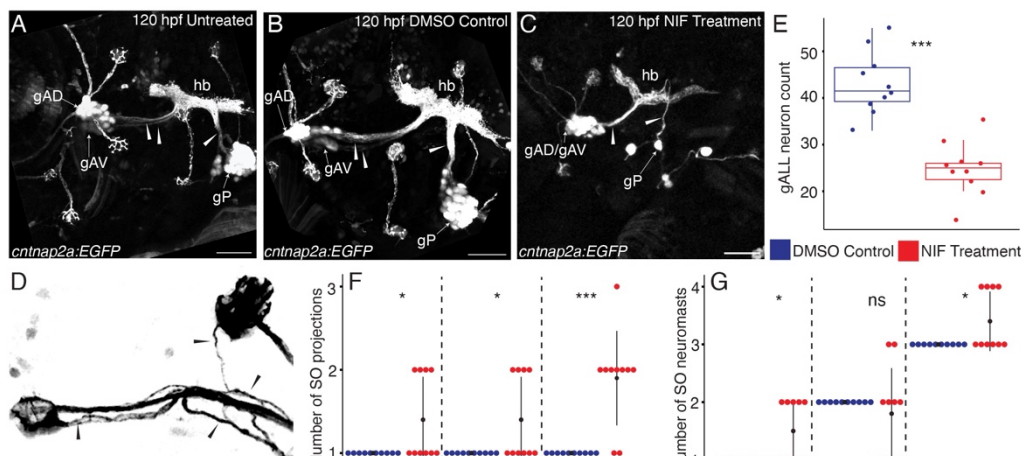 A
120 hpf Untreated
hb
gAD
gAV
gP
cntnap2a:EGFP
B
120 hpf DMSO Control
hb
gAD
gAV
gP
cntnap2a:EGFP
C
120 hpf NIF Treatment
hb
gAD/gAV
gP
cntnap2a:EGFP
E
***
gALL neuron count
50
40
30
20
DMSO Control
NIF Treatment
D
F
umber of SO projections
3
2
1
*
*
***
G
umber of SO neuromasts
4
3
2
*
ns
*